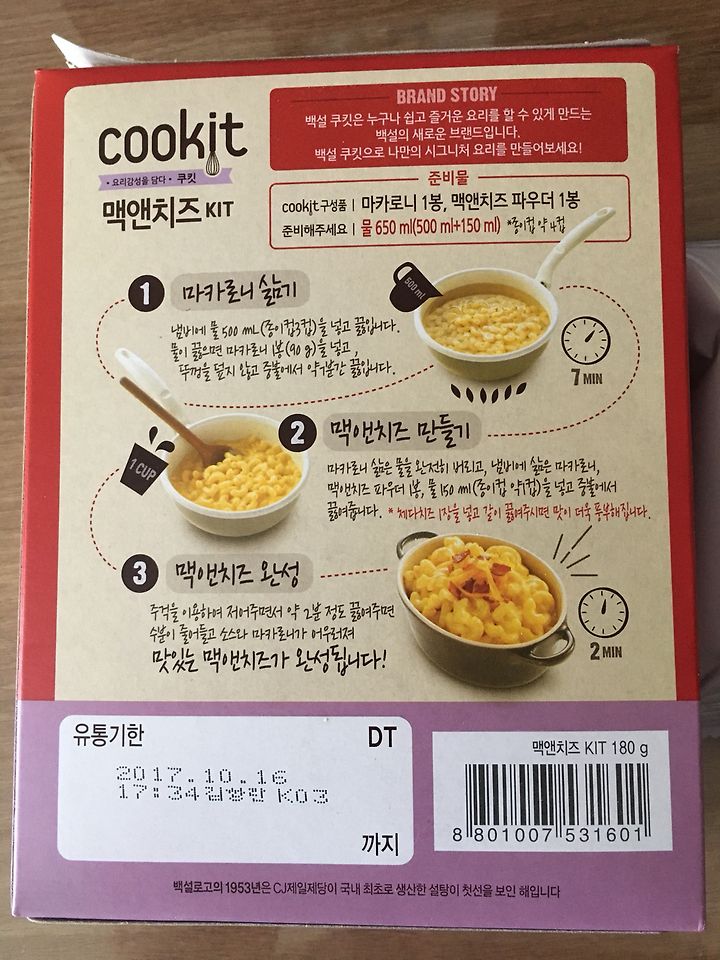 cookit
• 요리감성을 담다 • 쿠킷
맥앤치즈 KIT
BRAND STORY
백설 쿠킷은 누구나 쉽고 즐거운 요리를 할 수 있게 만드는
백설의 새로운 브랜드입니다.
백설 쿠킷으로 나만의 시그니처 요리를 만들어보세요!
준비물
cookit 구성품 | 마카로니 1봉, 맥앤치즈 파우더 1봉
준비해주세요 | 물 650 ml(500 ml+150 ml) *종이컵 약 4컵
1 마카로니 삶기
냄비에 물 500 mL(종이컵3컵)을 넣고 끓입니다.
물이 끓으면 마카로니 1봉(90 g)을 넣고,
뚜껑을 덮지 않고 중불에서 약 7분간 끓입니다.
500 ml
7 MIN
1 CUP
2 맥앤치즈 만들기
마카로니 삶은 물을 완전히 버리고, 냄비에 삶은 마카로니,
맥앤치즈 파우더 1봉, 물 150 ml(종이컵 약1컵)을 넣고 중불에서
끓여줍니다. * 체다치즈 1장을 넣고 같이 끓여주시면 맛이 더욱 풍부해집니다.
3 맥앤치즈 완성
주걱을 이용하여 저어주면서 약 2분 정도 끓여주면
수분이 줄어들고 소스와 마카로니가 어우러져
맛있는 맥앤치즈가 완성됩니다!
2 MIN
유통기한 DT
2017.10.16
17:34 K03
까지
맥앤치즈 KIT 180 g
8 801007 531601
백설로고의 1953년은 CJ제일제당이 국내 최초로 생산한 설탕이 첫선을 보인 해입니다